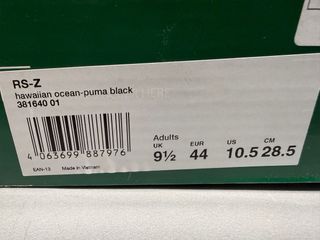 RS-Z
hawaiian ocean-puma black
381640 01
HERE
Adults
UK EUR US CM
9½ 44 10.5 28.5
4 063699 887976
EAN-13 Made in Vietnam